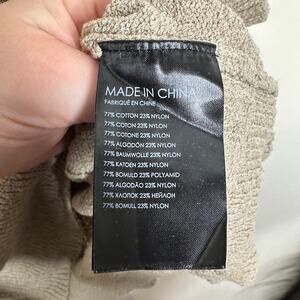 MADE IN CHINA
FABRIQUÉ EN CHINE
77% COTTON 23% NYLON
77% COTON 23% NYLON
77% COTONE 23% NYLON
77% ALGODÓN 23% NYLON
77% BAUMWOLLE 23% NYLON
77% KATOEN 23% NYLON
77% BOMULD 23% POLYAMID
77% ALGODÃO 23% NYLON
77% ХЛОПОК 23% НЕЙЛОН
77% BOMULL 23% NYLON